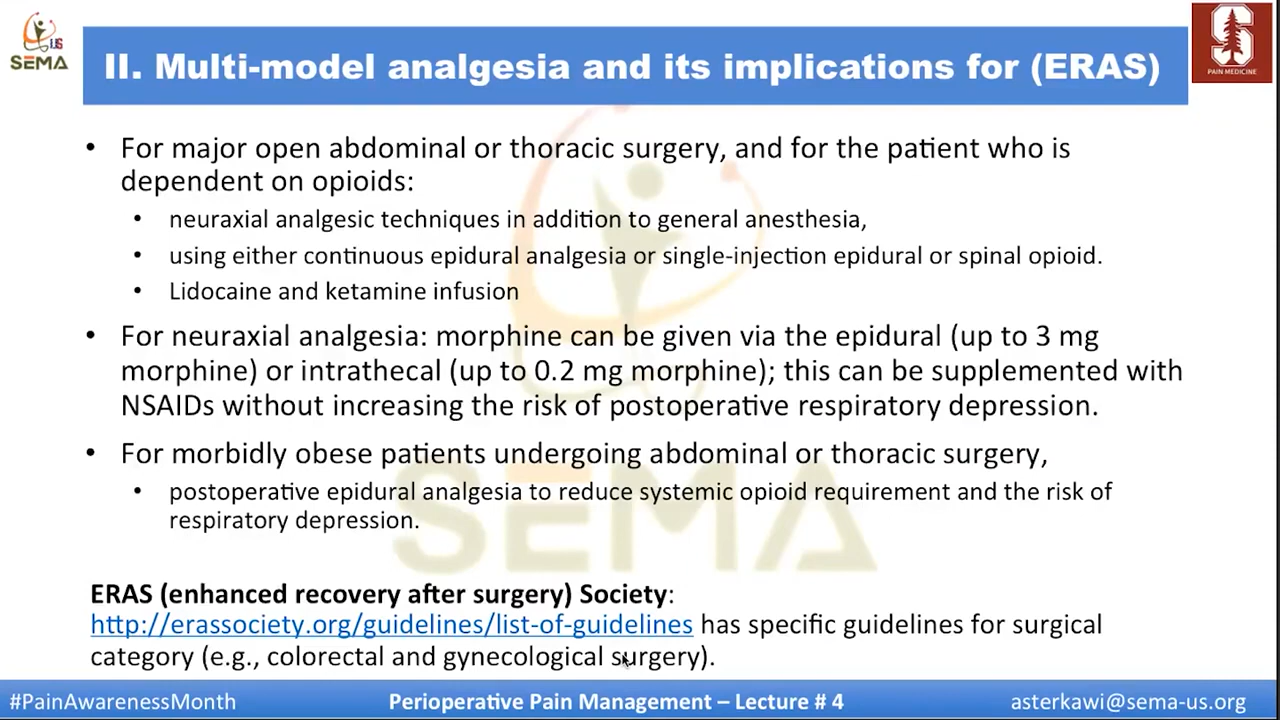 US
SEMA
II. Multi-model analgesia and its implications for (ERAS)
S
PAIN MEDICINE
• For major open abdominal or thoracic surgery, and for the patient who is
dependent on opioids:
• neuraxial analgesic techniques in addition to general anesthesia,
• using either continuous epidural analgesia or single-injection epidural or spinal opioid.
• Lidocaine and ketamine infusion
• For neuraxial analgesia: morphine can be given via the epidural (up to 3 mg
morphine) or intrathecal (up to 0.2 mg morphine); this can be supplemented with
NSAIDs without increasing the risk of postoperative respiratory depression.
• For morbidly obese patients undergoing abdominal or thoracic surgery,
• postoperative epidural analgesia to reduce systemic opioid requirement and the risk of
respiratory depression.
SEMA
ERAS (enhanced recovery after surgery) Society:
http://erassociety.org/guidelines/list-of-guidelines has specific guidelines for surgical
category (e.g., colorectal and gynecological surgery).
#PainAwarenessMonth
Perioperative Pain Management – Lecture # 4
asterkawi@sema-us.org